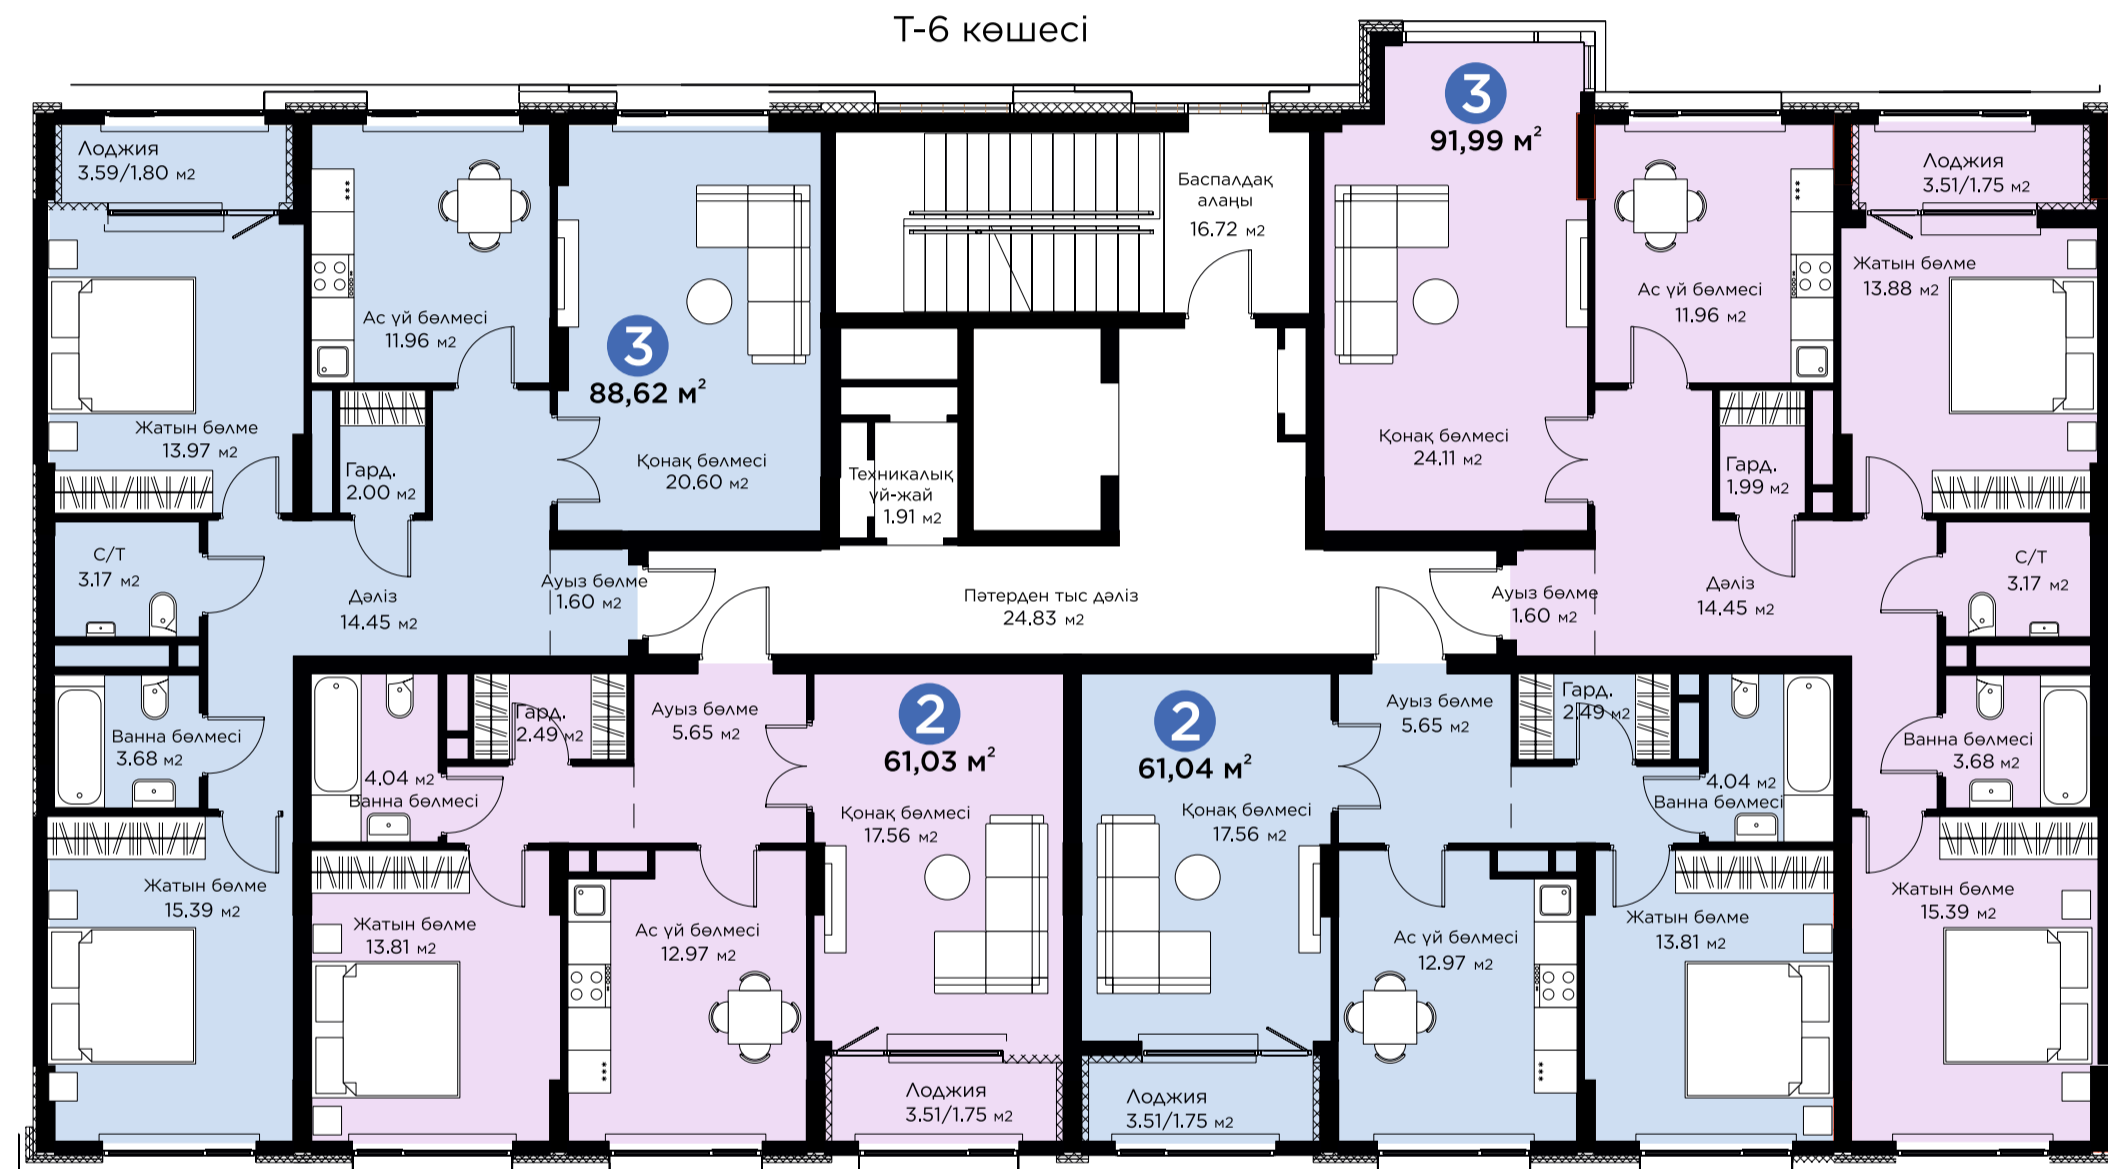 Т-6 көшесі
Лоджия
3.59/1.80 м2
Ас үй бөлмесі
11.96 м2
3
88,62 м²
Жатын бөлме
13.97 м2
Гард.
2.00 м2
Қонақ бөлмесі
20.60 м2
С/Т
3.17 м2
Дәліз
14.45 м2
Ауыз бөлме
1.60 м2
Ванна бөлмесі
3.68 м2
Жатын бөлме
15.39 м2
Баспалдақ
алаңы
16.72 м2
Техникалық
үй-жай
1.91 м2
Пәтерден тыс дәліз
24.83 м2
3
91,99 м²
Қонақ бөлмесі
24.11 м2
Ас үй бөлмесі
11.96 м2
Лоджия
3.51/1.75 м2
Жатын бөлме
13.88 м2
Гард.
1.99 м2
Ауыз бөлме
1.60 м2
Дәліз
14.45 м2
С/Т
3.17 м2
Ванна бөлмесі
3.68 м2
Жатын бөлме
15.39 м2
4.04 м2
Ванна бөлмесі
Гард.
2.49 м2
Ауыз бөлме
5.65 м2
2
61,03 м²
Қонақ бөлмесі
17.56 м2
Жатын бөлме
13.81 м2
Ас үй бөлмесі
12.97 м2
Лоджия
3.51/1.75 м2
2
61,04 м²
Қонақ бөлмесі
17.56 м2
Ауыз бөлме
5.65 м2
Гард.
2.49 м2
4.04 м2
Ванна бөлмесі
Ас үй бөлмесі
12.97 м2
Жатын бөлме
13.81 м2
Лоджия
3.51/1.75 м2